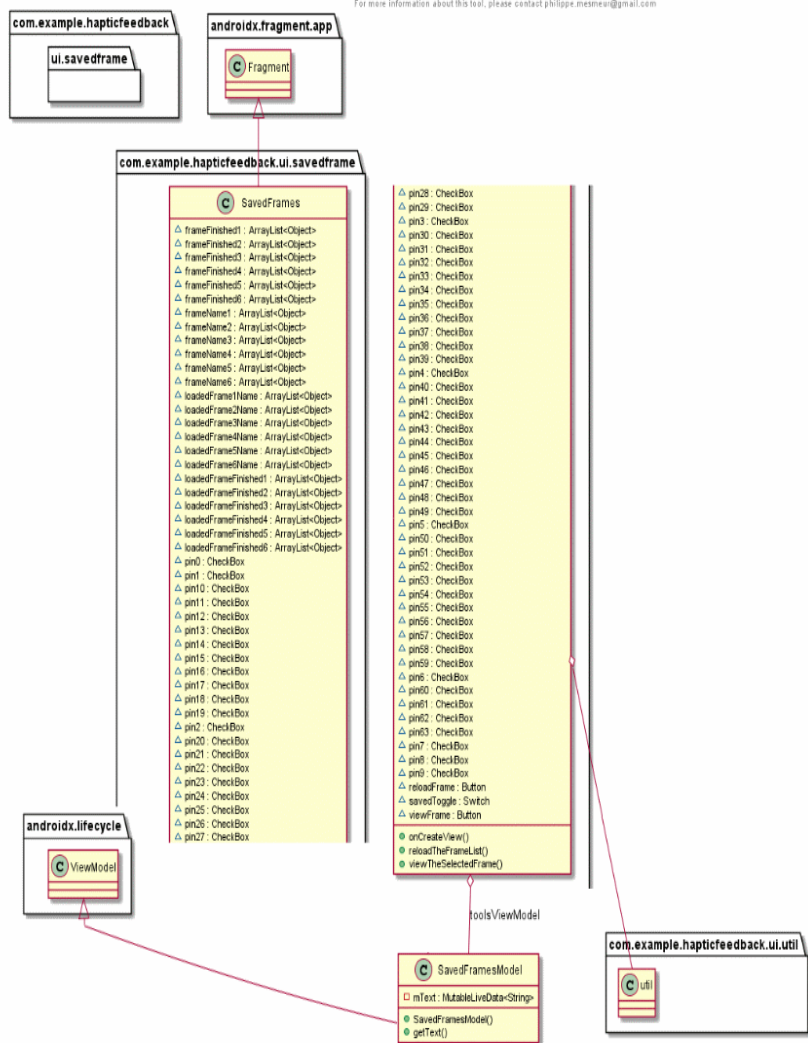 For more information about this tool, please contact philippe.mesmeur@gmail.com
com.example.hapticfeedback
ui.savedframe
androidx.fragment.app
C Fragment
com.example.hapticfeedback.ui.savedframe
C SavedFrames
frameFinished1 : ArrayList<Object>
frameFinished2 : ArrayList<Object>
frameFinished3 : ArrayList<Object>
frameFinished4 : ArrayList<Object>
frameFinished5 : ArrayList<Object>
frameFinished6 : ArrayList<Object>
frameName1 : ArrayList<Object>
frameName2 : ArrayList<Object>
frameName3 : ArrayList<Object>
frameName4 : ArrayList<Object>
frameName5 : ArrayList<Object>
frameName6 : ArrayList<Object>
loadedFrame1Name : ArrayList<Object>
loadedFrame2Name : ArrayList<Object>
loadedFrame3Name : ArrayList<Object>
loadedFrame4Name : ArrayList<Object>
loadedFrame5Name : ArrayList<Object>
loadedFrame6Name : ArrayList<Object>
loadedFrameFinished1 : ArrayList<Object>
loadedFrameFinished2 : ArrayList<Object>
loadedFrameFinished3 : ArrayList<Object>
loadedFrameFinished4 : ArrayList<Object>
loadedFrameFinished5 : ArrayList<Object>
loadedFrameFinished6 : ArrayList<Object>
pin0 : CheckBox
pin1 : CheckBox
pin10 : CheckBox
pin11 : CheckBox
pin12 : CheckBox
pin13 : CheckBox
pin14 : CheckBox
pin15 : CheckBox
pin16 : CheckBox
pin17 : CheckBox
pin18 : CheckBox
pin19 : CheckBox
pin2 : CheckBox
pin20 : CheckBox
pin21 : CheckBox
pin22 : CheckBox
pin23 : CheckBox
pin24 : CheckBox
pin25 : CheckBox
pin26 : CheckBox
pin27 : CheckBox
pin28 : CheckBox
pin29 : CheckBox
pin3 : CheckBox
pin30 : CheckBox
pin31 : CheckBox
pin32 : CheckBox
pin33 : CheckBox
pin34 : CheckBox
pin35 : CheckBox
pin36 : CheckBox
pin37 : CheckBox
pin38 : CheckBox
pin39 : CheckBox
pin4 : CheckBox
pin40 : CheckBox
pin41 : CheckBox
pin42 : CheckBox
pin43 : CheckBox
pin44 : CheckBox
pin45 : CheckBox
pin46 : CheckBox
pin47 : CheckBox
pin48 : CheckBox
pin49 : CheckBox
pin5 : CheckBox
pin50 : CheckBox
pin51 : CheckBox
pin52 : CheckBox
pin53 : CheckBox
pin54 : CheckBox
pin55 : CheckBox
pin56 : CheckBox
pin57 : CheckBox
pin58 : CheckBox
pin59 : CheckBox
pin6 : CheckBox
pin60 : CheckBox
pin61 : CheckBox
pin62 : CheckBox
pin63 : CheckBox
pin7 : CheckBox
pin8 : CheckBox
pin9 : CheckBox
reloadFrame : Button
savedToggle : Switch
viewFrame : Button
onCreateView()
reloadTheFrameList()
viewTheSelectedFrame()
androidx.lifecycle
C ViewModel
toolsViewModel
C SavedFramesModel
mText : MutableLiveData<String>
SavedFramesModel()
getText()
com.example.hapticfeedback.ui.util
C util